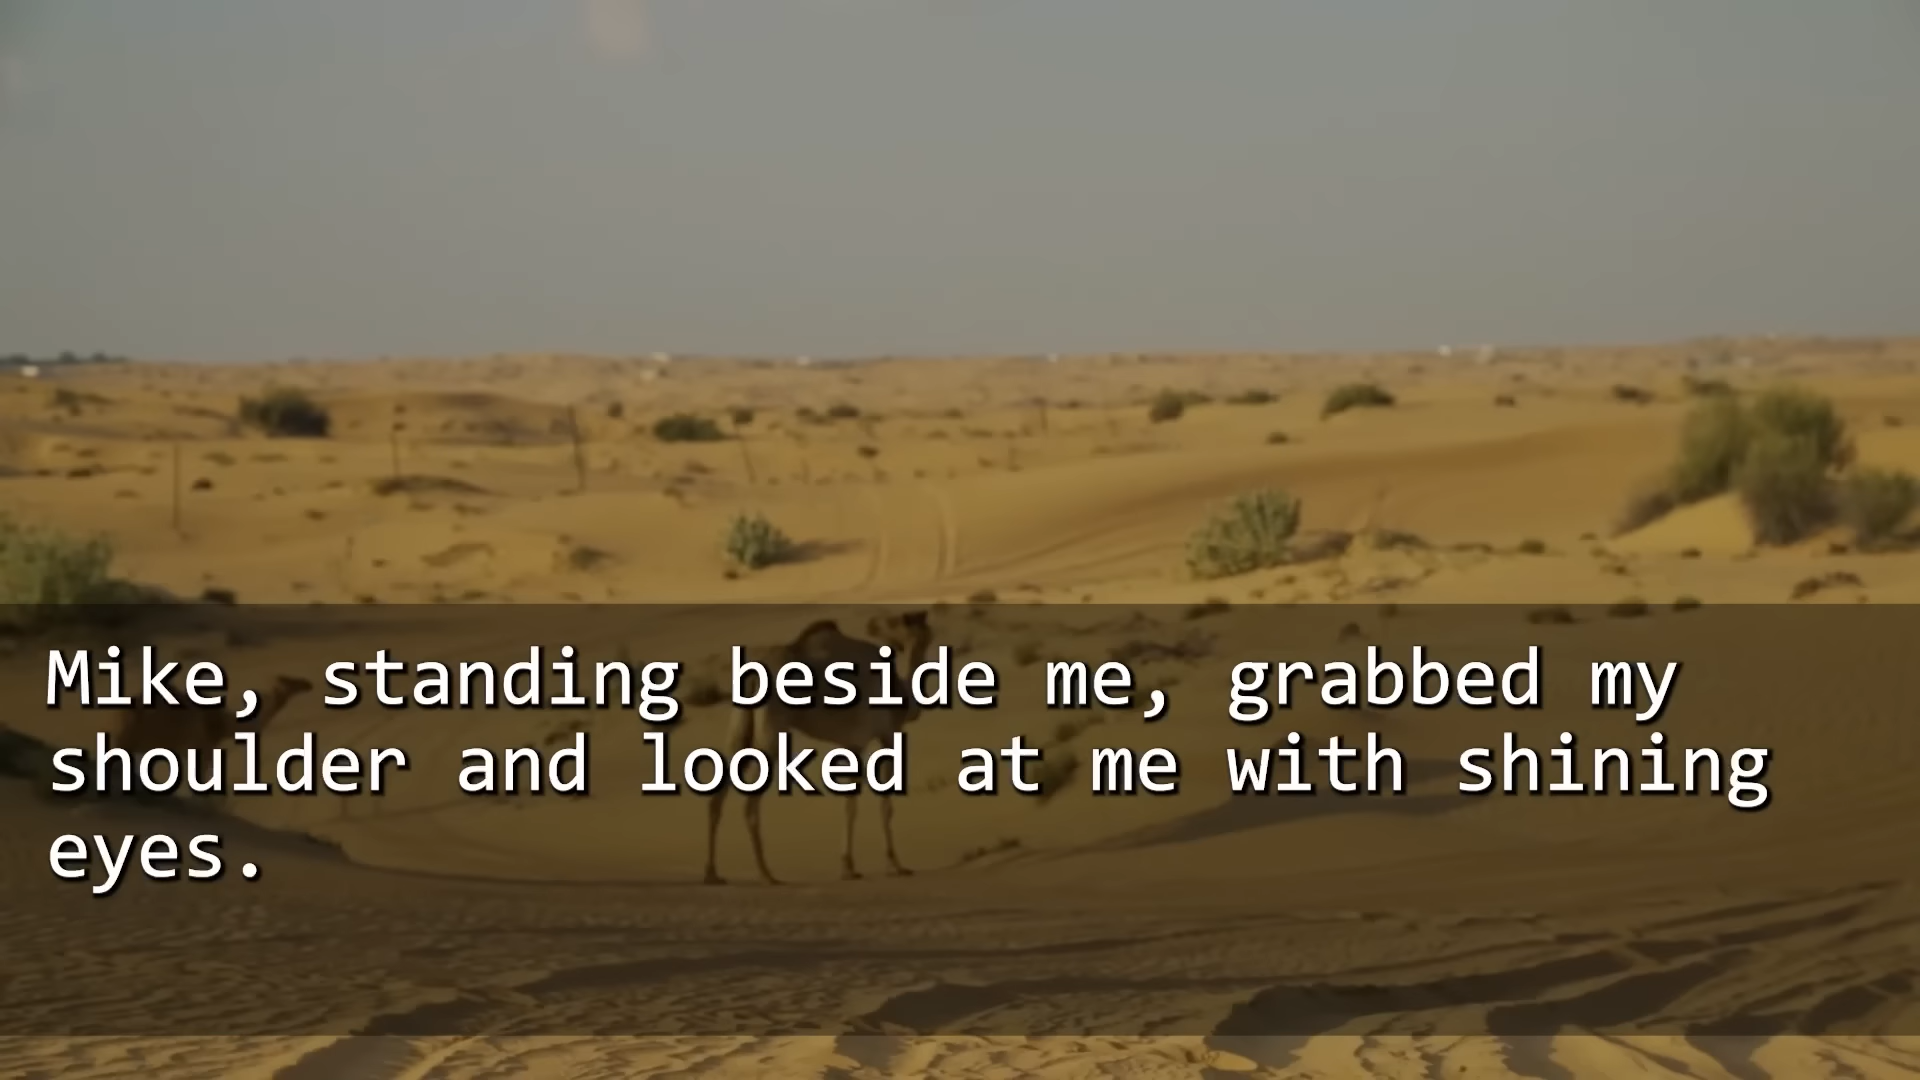 Mike, standing beside me, grabbed my
shoulder and looked at me with shining
eyes.